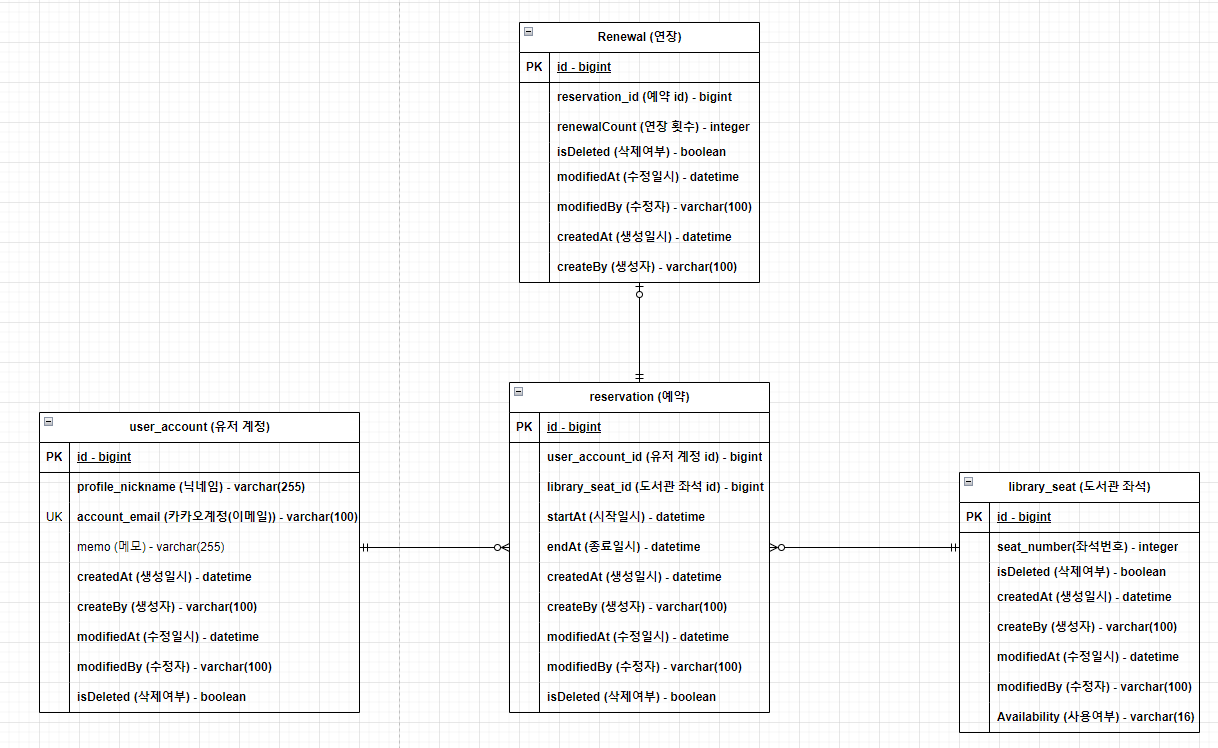 Renewal (연장)
PK id - bigint
reservation_id (예약 id) - bigint
renewalCount (연장 횟수) - integer
isDeleted (삭제여부) - boolean
modifiedAt (수정일시) - datetime
modifiedBy (수정자) - varchar(100)
createdAt (생성일시) - datetime
createBy (생성자) - varchar(100)
user_account (유저 계정)
PK id - bigint
profile_nickname (닉네임) - varchar(255)
UK account_email (카카오계정(이메일)) - varchar(100)
memo (메모) - varchar(255)
createdAt (생성일시) - datetime
createBy (생성자) - varchar(100)
modifiedAt (수정일시) - datetime
modifiedBy (수정자) - varchar(100)
isDeleted (삭제여부) - boolean
reservation (예약)
PK id - bigint
user_account_id (유저 계정 id) - bigint
library_seat_id (도서관 좌석 id) - bigint
startAt (시작일시) - datetime
endAt (종료일시) - datetime
createdAt (생성일시) - datetime
createBy (생성자) - varchar(100)
modifiedAt (수정일시) - datetime
modifiedBy (수정자) - varchar(100)
isDeleted (삭제여부) - boolean
library_seat (도서관 좌석)
PK id - bigint
seat_number(좌석번호) - integer
isDeleted (삭제여부) - boolean
createdAt (생성일시) - datetime
createBy (생성자) - varchar(100)
modifiedAt (수정일시) - datetime
modifiedBy (수정자) - varchar(100)
Availability (사용여부) - varchar(16)